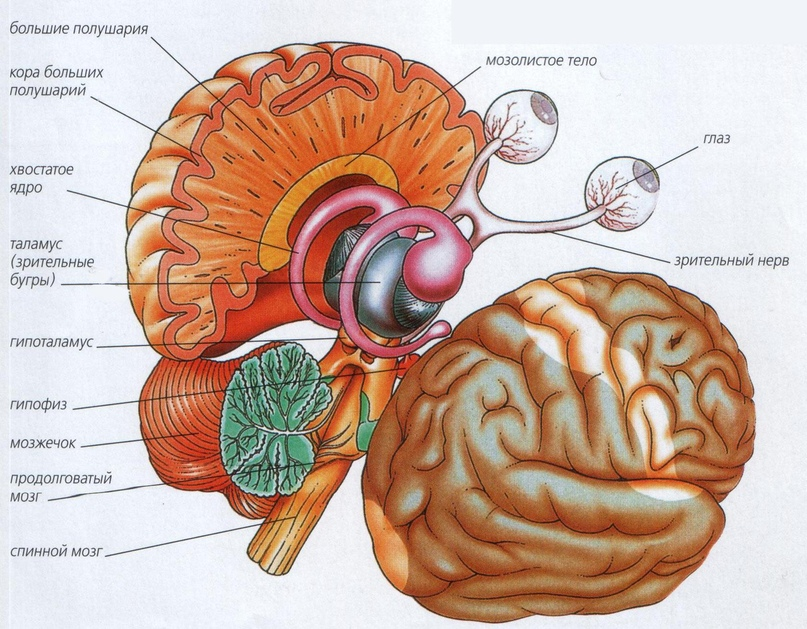 большие полушария
кора больших
полушарий
хвостатое
ядро
таламус
(зрительные
бугры)
гипоталамус
гипофиз
мозжечок
продолговатый
мозг
спинной мозг
мозолистое тело
глаз
зрительный нерв